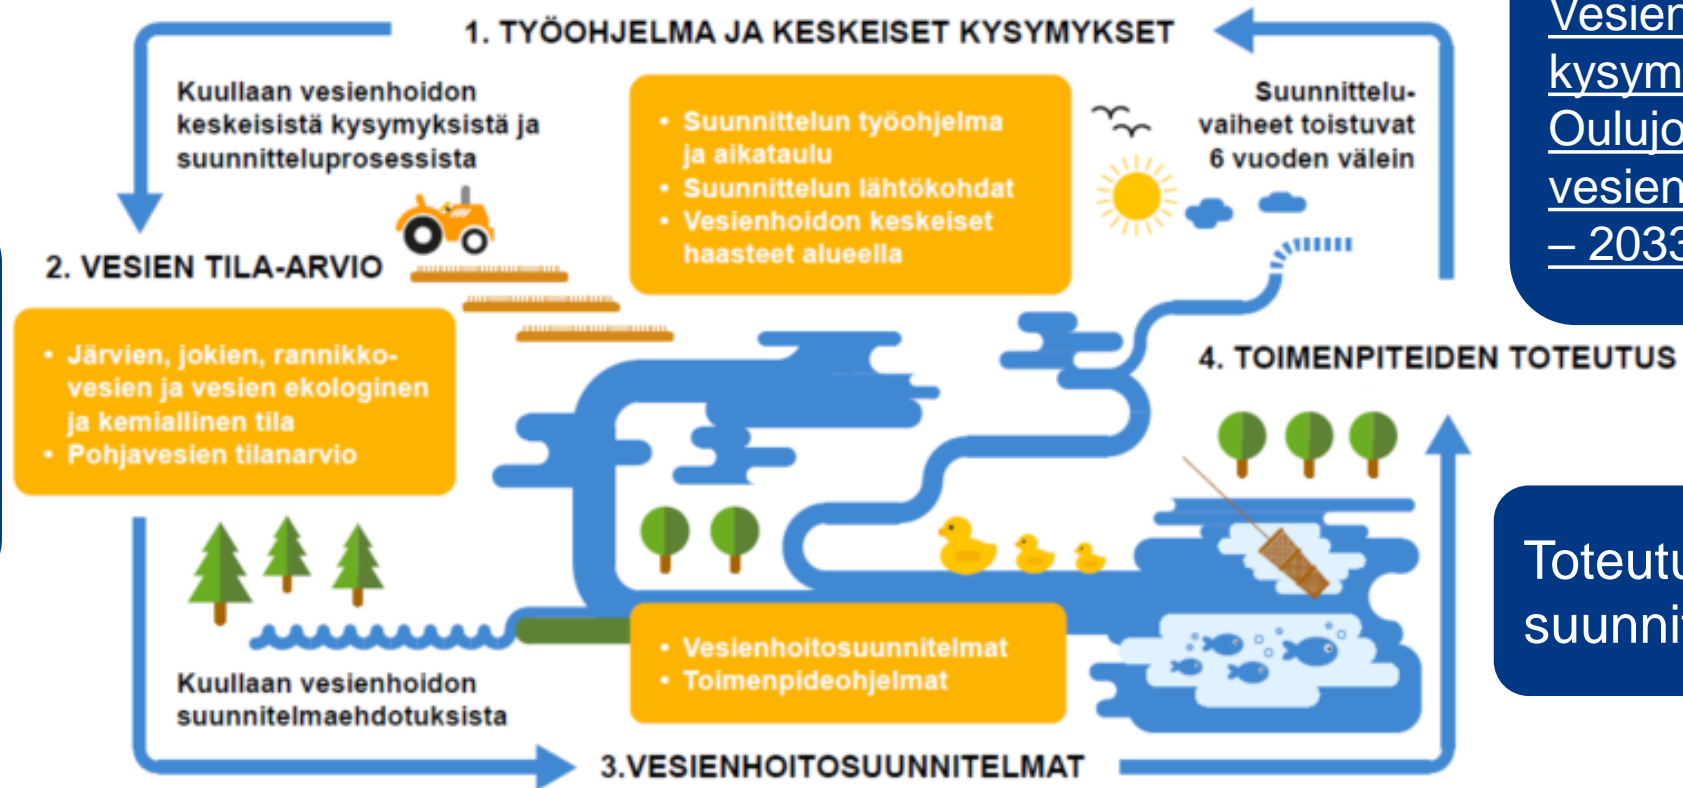 1. TYÖOHJELMA JA KESKEISET KYSYMYKSET
Kuullaan vesienhoidon
keskeisistä kysymyksistä ja
suunnitteluprosessista
• Suunnittelun työohjelma
ja aikataulu
• Suunnittelun lähtökohdat
• Vesienhoidon keskeiset
haasteet alueella
Suunnittelu-
vaiheet toistuvat
6 vuoden välein
2. VESIEN TILA-ARVIO
• Järvien, jokien, rannikko-
vesien ja vesien ekologinen
ja kemiallinen tila
• Pohjavesien tilanarvio
Kuullaan vesienhoidon
suunnitelmaehdotuksista
• Vesienhoitosuunnitelmat
• Toimenpideohjelmat
3.VESIENHOITOSUUNNITELMAT
4. TOIMENPITEIDEN TOTEUTUS
Vesien
kysym
Oulujo
vesien
– 2033
Toteutu
suunni